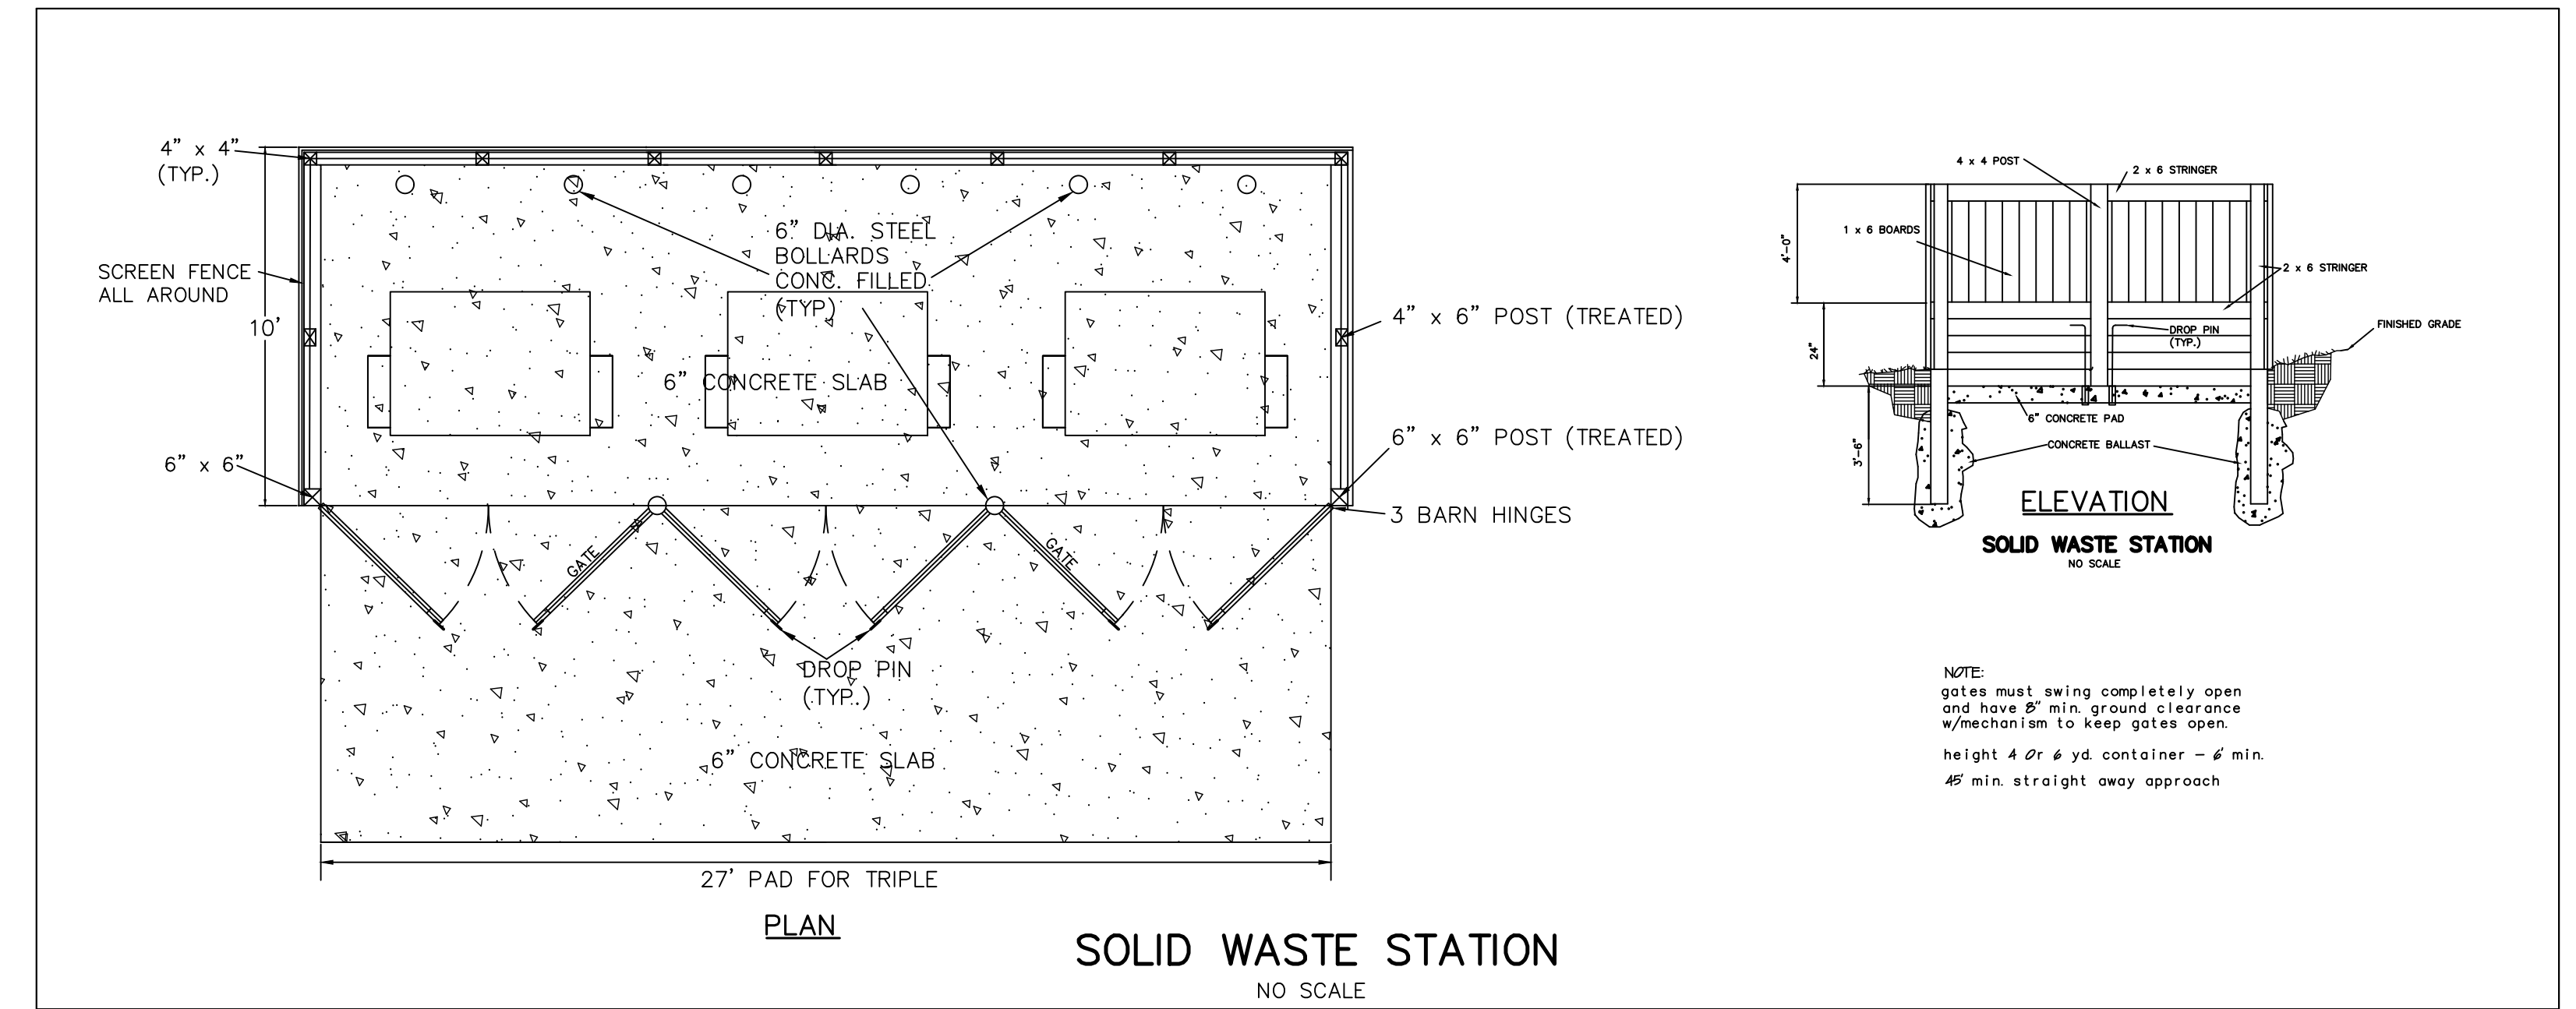 4" x 4"
(TYP.)
SCREEN FENCE
ALL AROUND
10'
6" x 6"
6" DIA. STEEL
BOLLARDS
CONC. FILLED
(TYP)
6" CONCRETE SLAB
4" x 6" POST (TREATED)
6" x 6" POST (TREATED)
3 BARN HINGES
GATE
GATE
DROP PIN
(TYP.)
6" CONCRETE SLAB
27' PAD FOR TRIPLE
PLAN
SOLID WASTE STATION
NO SCALE
4 x 4 POST
2 x 6 STRINGER
1 x 6 BOARDS
4'-0"
2 x 6 STRINGER
DROP PIN
(TYP.)
FINISHED GRADE
24"
6" CONCRETE PAD
CONCRETE BALLAST
3'-6"
ELEVATION
SOLID WASTE STATION
NO SCALE
NOTE:
gates must swing completely open
and have 8" min. ground clearance
w/mechanism to keep gates open.
height 4 Or 6 yd. container – 6' min.
45' min. straight away approach